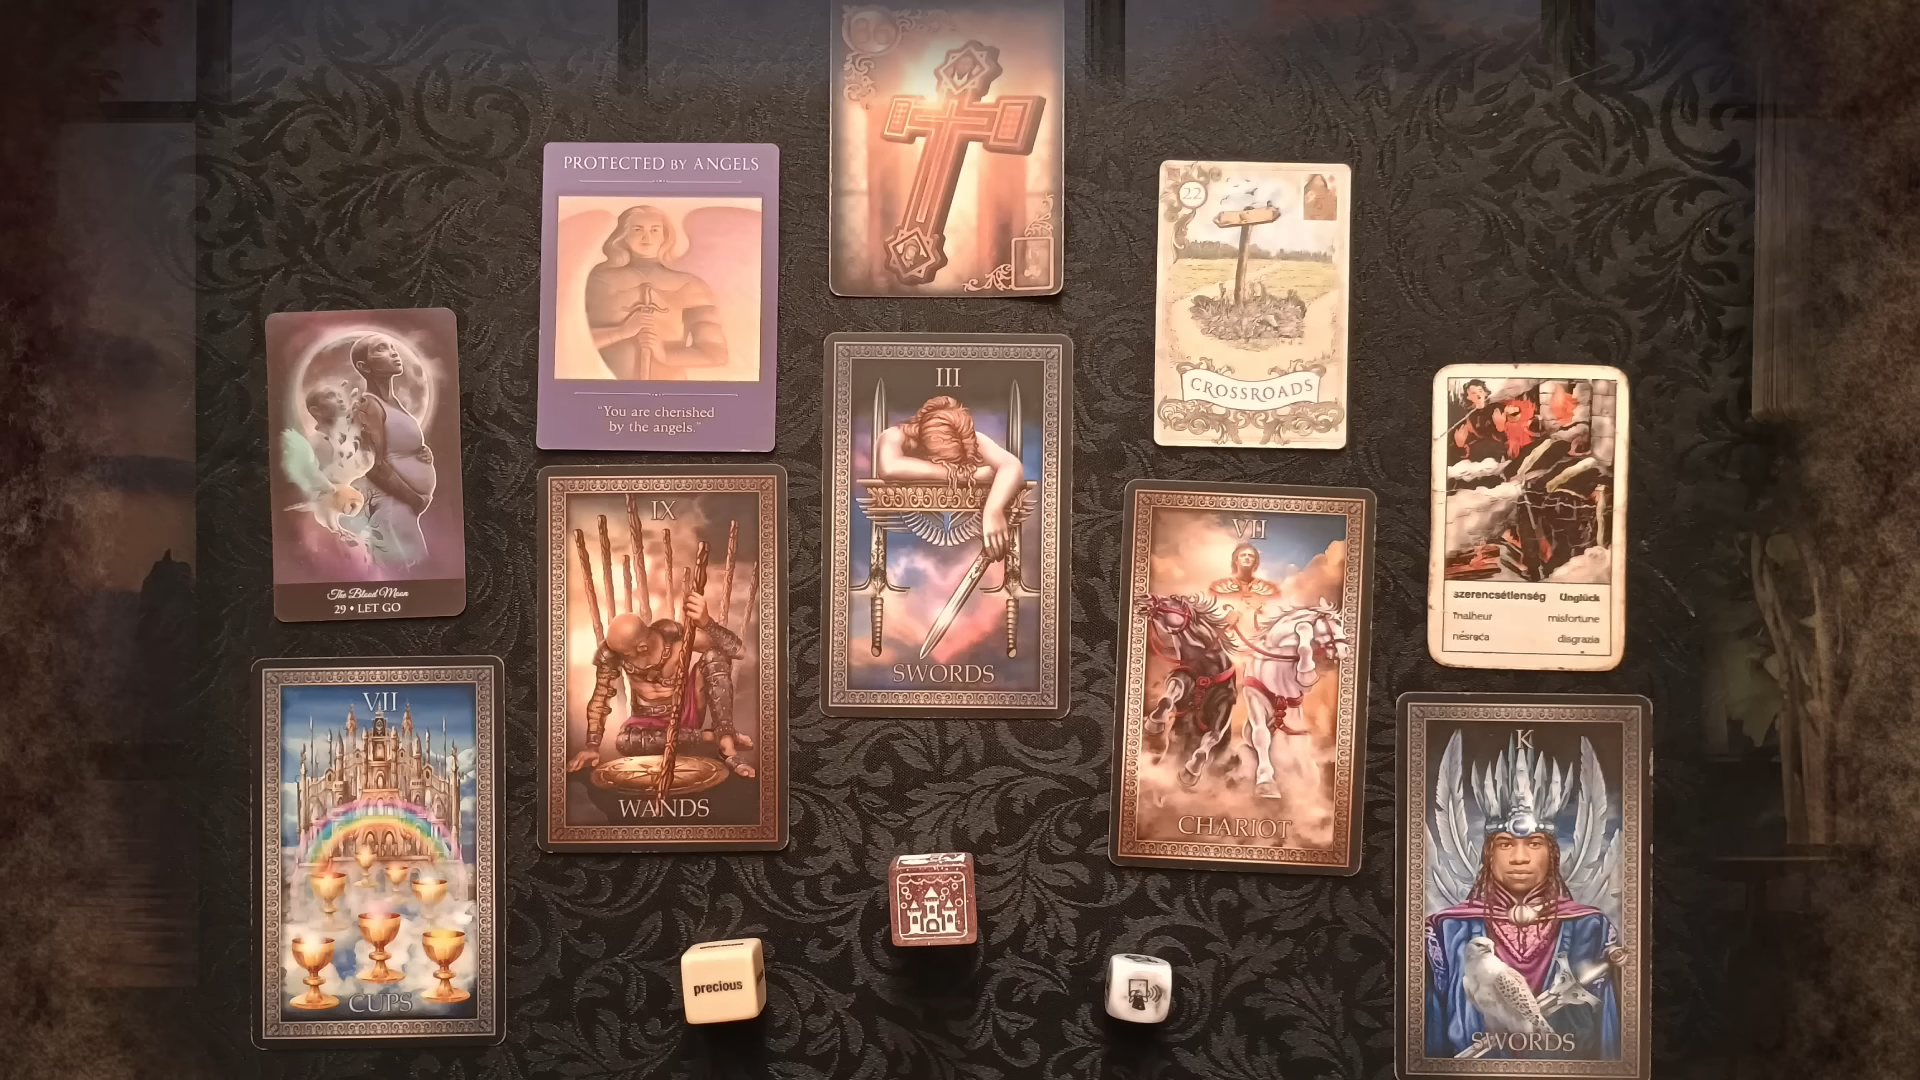 36
PROTECTED BY ANGELS
"You are cherished
by the angels."
22
CROSSROADS
The Blood Moon
29 • LET GO
III
SWORDS
IX
WANDS
VII
CHARIOT
szerencsétlenség Unglück
malheur misfortune
nesreća disgrazia
VII
CUPS
K
SWORDS
precious